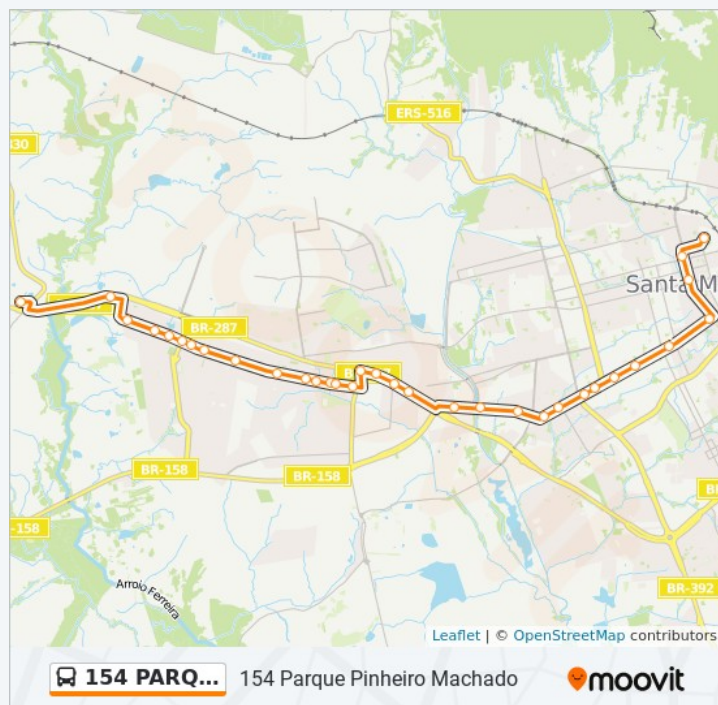 ERS-516
830
Santa M
BR-287
BR-158
BR-158
-158
Arroio Ferreira
BR-392
Leaflet | © OpenStreetMap contributors
154 PARQ...
154 Parque Pinheiro Machado
moovit